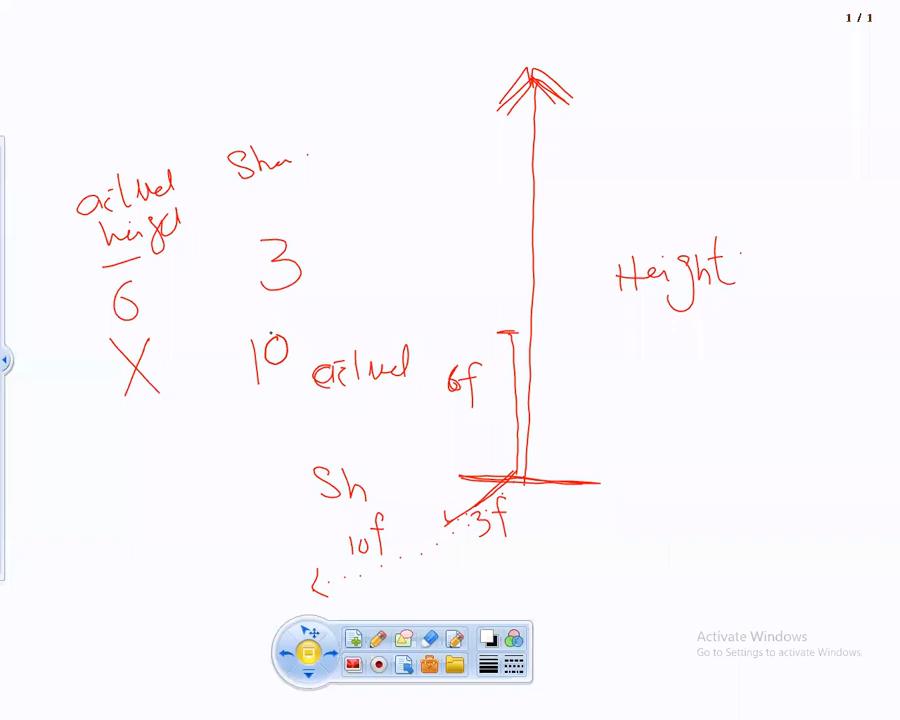 1 / 1
Sha
actual
height
3
6
Height
10
X
actual
6f
Sh
3f
10f
Activate Windows
Go to Settings to activate Windows.